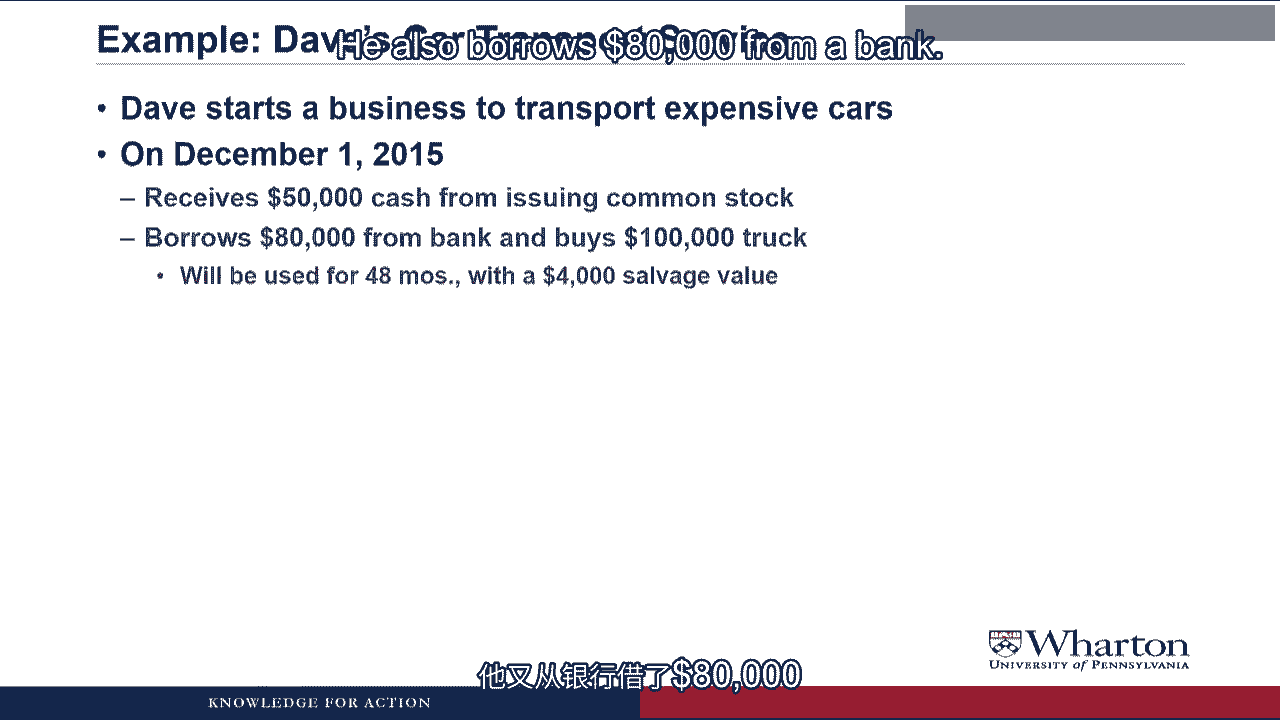 Example: Dave's Car Transport Service
He also borrows $80,000 from a bank.
• Dave starts a business to transport expensive cars
• On December 1, 2015
– Receives $50,000 cash from issuing common stock
– Borrows $80,000 from bank and buys $100,000 truck
• Will be used for 48 mos., with a $4,000 salvage value
Wharton
UNIVERSITY of PENNSYLVANIA
他又从银行借了$80,000
KNOWLEDGE FOR ACTION